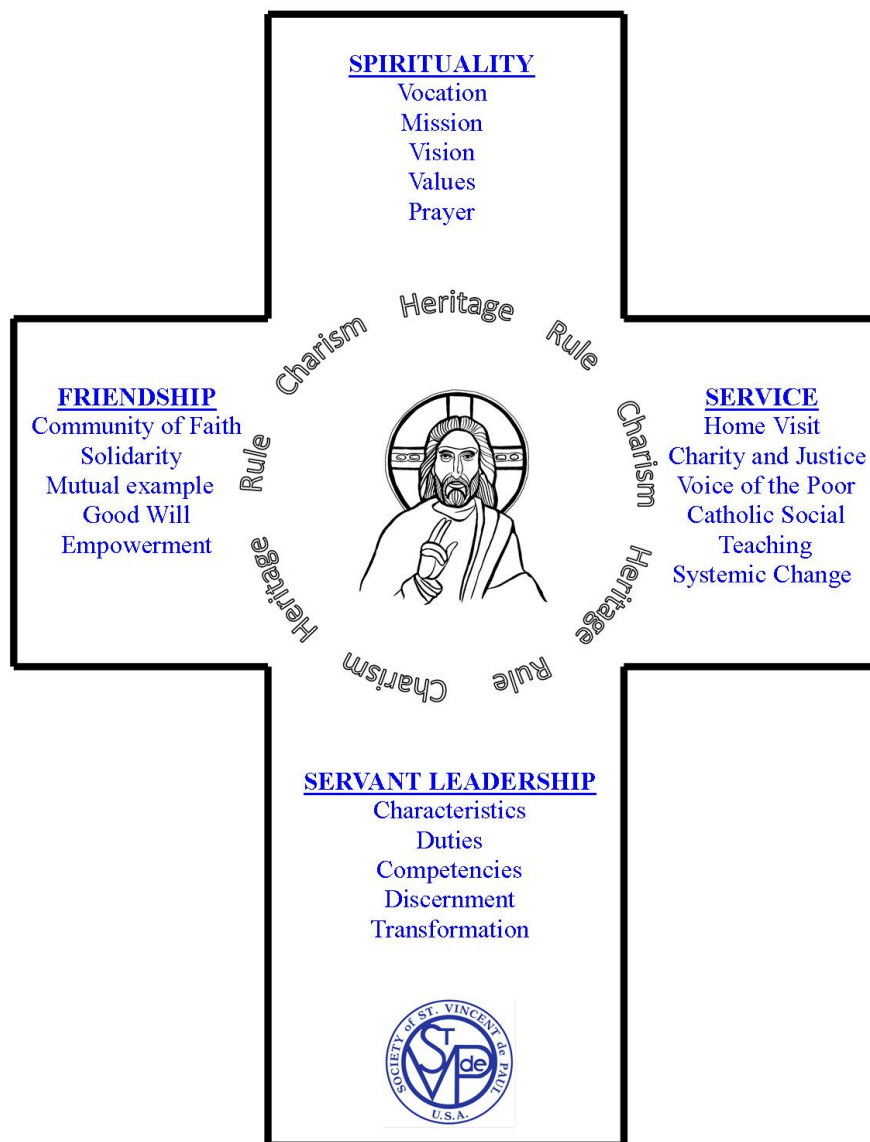 SPIRITUALITY
Vocation
Mission
Vision
Values
Prayer
Heritage Rule Charism Heritage Rule Charism Heritage Rule Charism
FRIENDSHIP
Community of Faith
Solidarity
Mutual example
Good Will
Empowerment
SERVICE
Home Visit
Charity and Justice
Voice of the Poor
Catholic Social
Teaching
Systemic Change
SERVANT LEADERSHIP
Characteristics
Duties
Competencies
Discernment
Transformation
SOCIETY of ST. VINCENT de PAUL
ST
V
de
P
U.S.A.